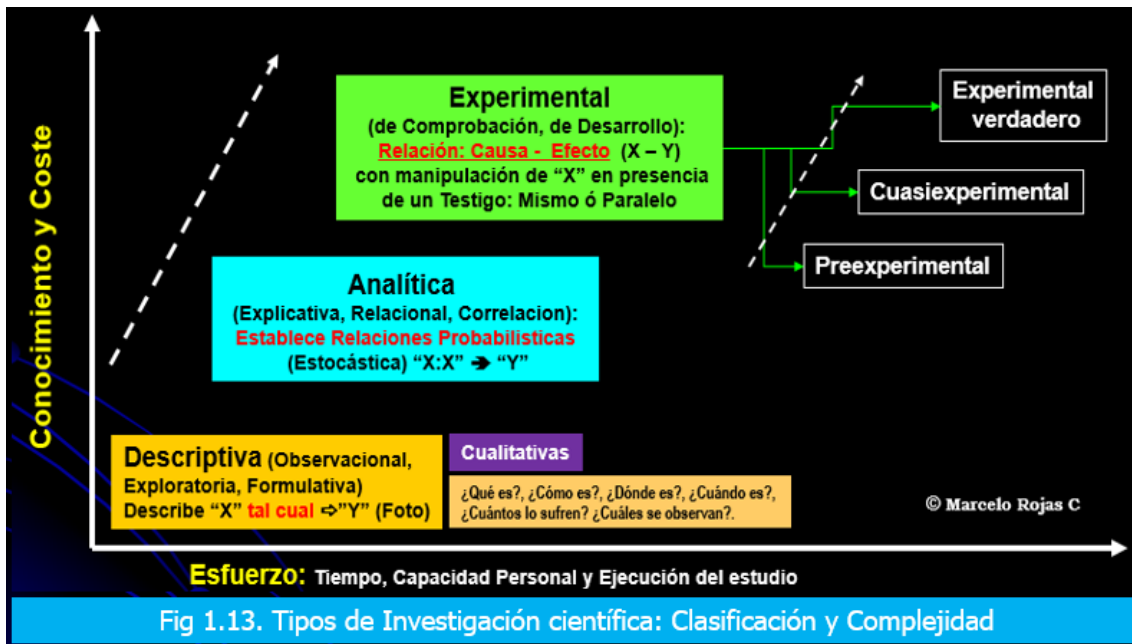 Conocimiento y Coste
Experimental
(de Comprobación, de Desarrollo):
Relación: Causa - Efecto (X – Y)
con manipulación de “X” en presencia
de un Testigo: Mismo ó Paralelo
Experimental
verdadero
Cuasiexperimental
Preexperimental
Analítica
(Explicativa, Relacional, Correlacion):
Establece Relaciones Probabilisticas
(Estocástica) “X:X” ➔ “Y”
Descriptiva (Observacional,
Exploratoria, Formulativa)
Describe “X” tal cual ➪”Y” (Foto)
Cualitativas
¿Qué es?, ¿Cómo es?, ¿Dónde es?, ¿Cuándo es?,
¿Cuántos lo sufren? ¿Cuáles se observan?.
© Marcelo Rojas C
Esfuerzo: Tiempo, Capacidad Personal y Ejecución del estudio
Fig 1.13. Tipos de Investigación científica: Clasificación y Complejidad